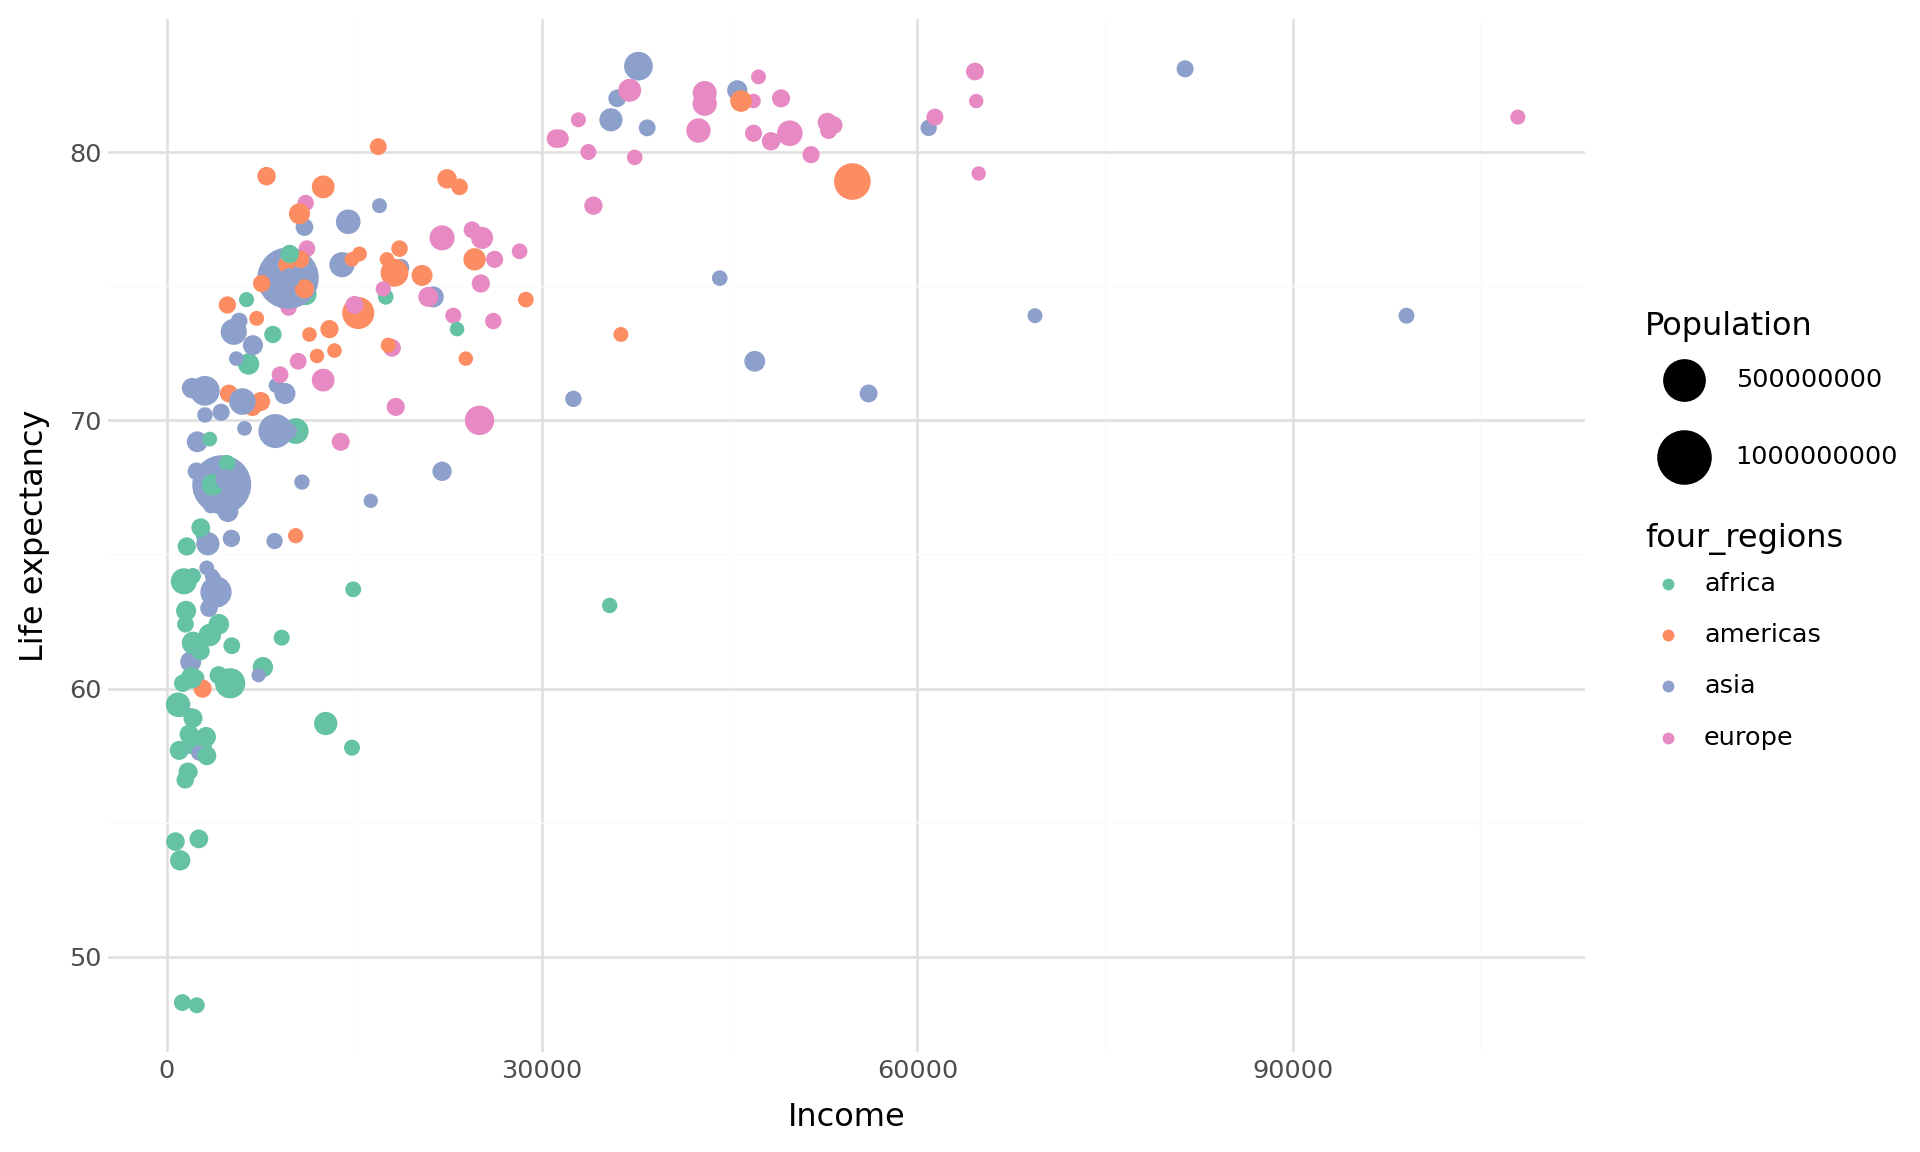 80
70
60
50
0 30000 60000 90000
Income
Life expectancy
Population
500000000
1000000000
four_regions
africa
americas
asia
europe